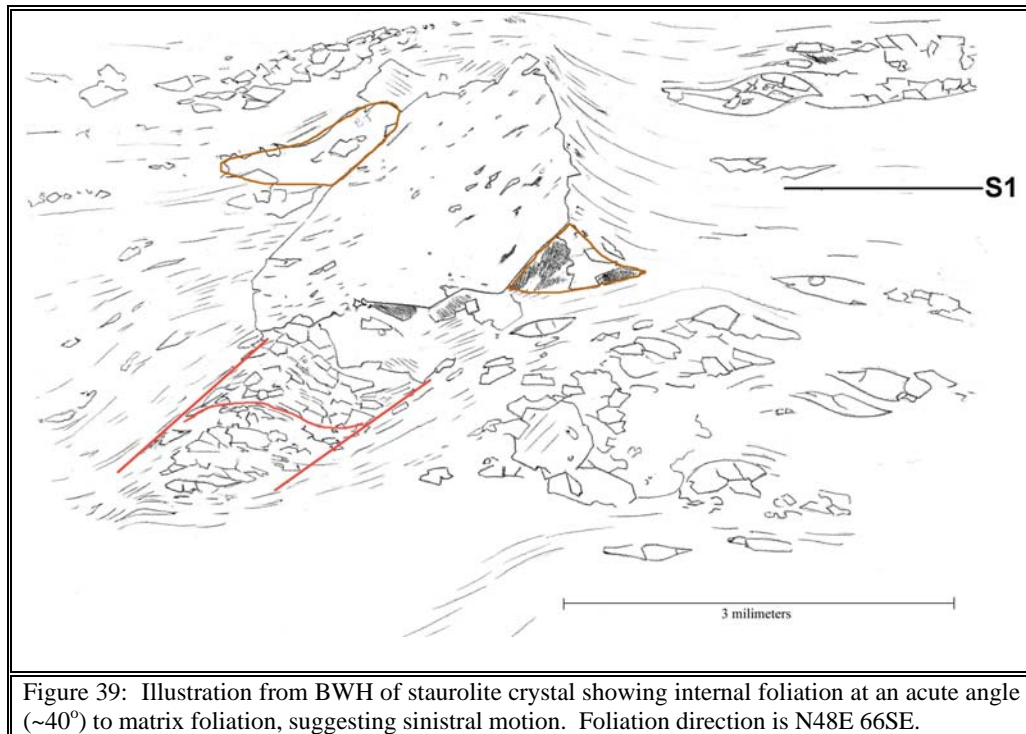 S1
3 milimeters
Figure 39: Illustration from BWH of staurolite crystal showing internal foliation at an acute angle
(~40°) to matrix foliation, suggesting sinistral motion. Foliation direction is N48E 66SE.